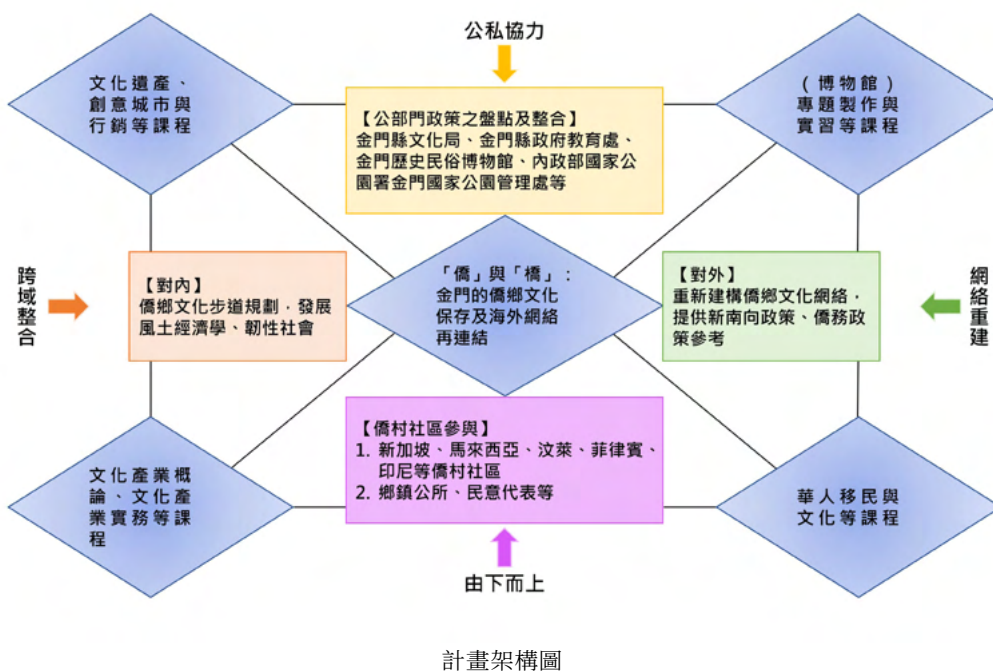 公私協力
文化遺產、
創意城市與
行銷等課程
【公部門政策之盤點及整合】
金門縣文化局、金門縣政府教育處、
金門歷史民俗博物館、內政部國家公
園署金門國家公園管理處等
（博物館）
專題製作與
實習等課程
跨域整合
【對內】
僑鄉文化步道規劃，發展
風土經濟學、韌性社會
「僑」與「橋」：
金門的僑鄉文化
保存及海外網絡
再連結
【對外】
重新建構僑鄉文化網絡，
提供新南向政策、僑務政
策參考
網絡重建
文化產業概
論、文化產
業實務等課
程
【僑村社區參與】
1. 新加坡、馬來西亞、汶萊、菲律賓、
印尼等僑村社區
2. 鄉鎮公所、民意代表等
華人移民與
文化等課程
由下而上
計畫架構圖